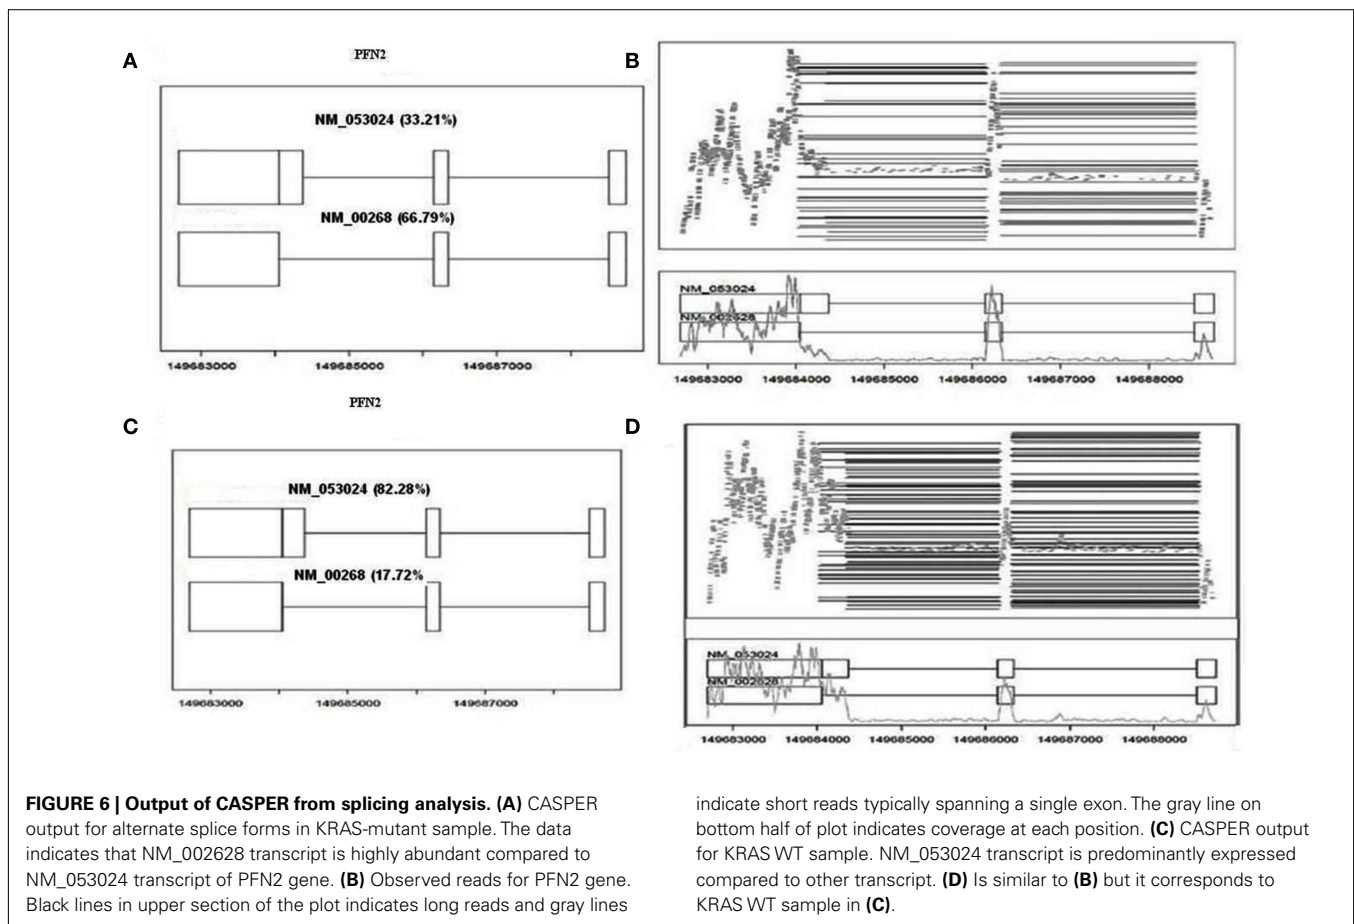 A
PFN2
NM_053024 (33.21%)
NM_00268 (66.79%)
149683000 149685000 149687000
B
NM_053024
NM_002628
149683000 149684000 149685000 149686000 149687000 149688000
PFN2
C
NM_053024 (82.28%)
NM_00268 (17.72%
149683000 149685000 149687000
D
NM_053024
NM_002628
149683000 149684000 149685000 149686000 149687000 149688000
FIGURE 6 | Output of CASPER from splicing analysis. (A) CASPER
output for alternate splice forms in KRAS-mutant sample. The data
indicates that NM_002628 transcript is highly abundant compared to
NM_053024 transcript of PFN2 gene. (B) Observed reads for PFN2 gene.
Black lines in upper section of the plot indicates long reads and gray lines
indicate short reads typically spanning a single exon. The gray line on
bottom half of plot indicates coverage at each position. (C) CASPER output
for KRAS WT sample. NM_053024 transcript is predominantly expressed
compared to other transcript. (D) Is similar to (B) but it corresponds to
KRAS WT sample in (C).